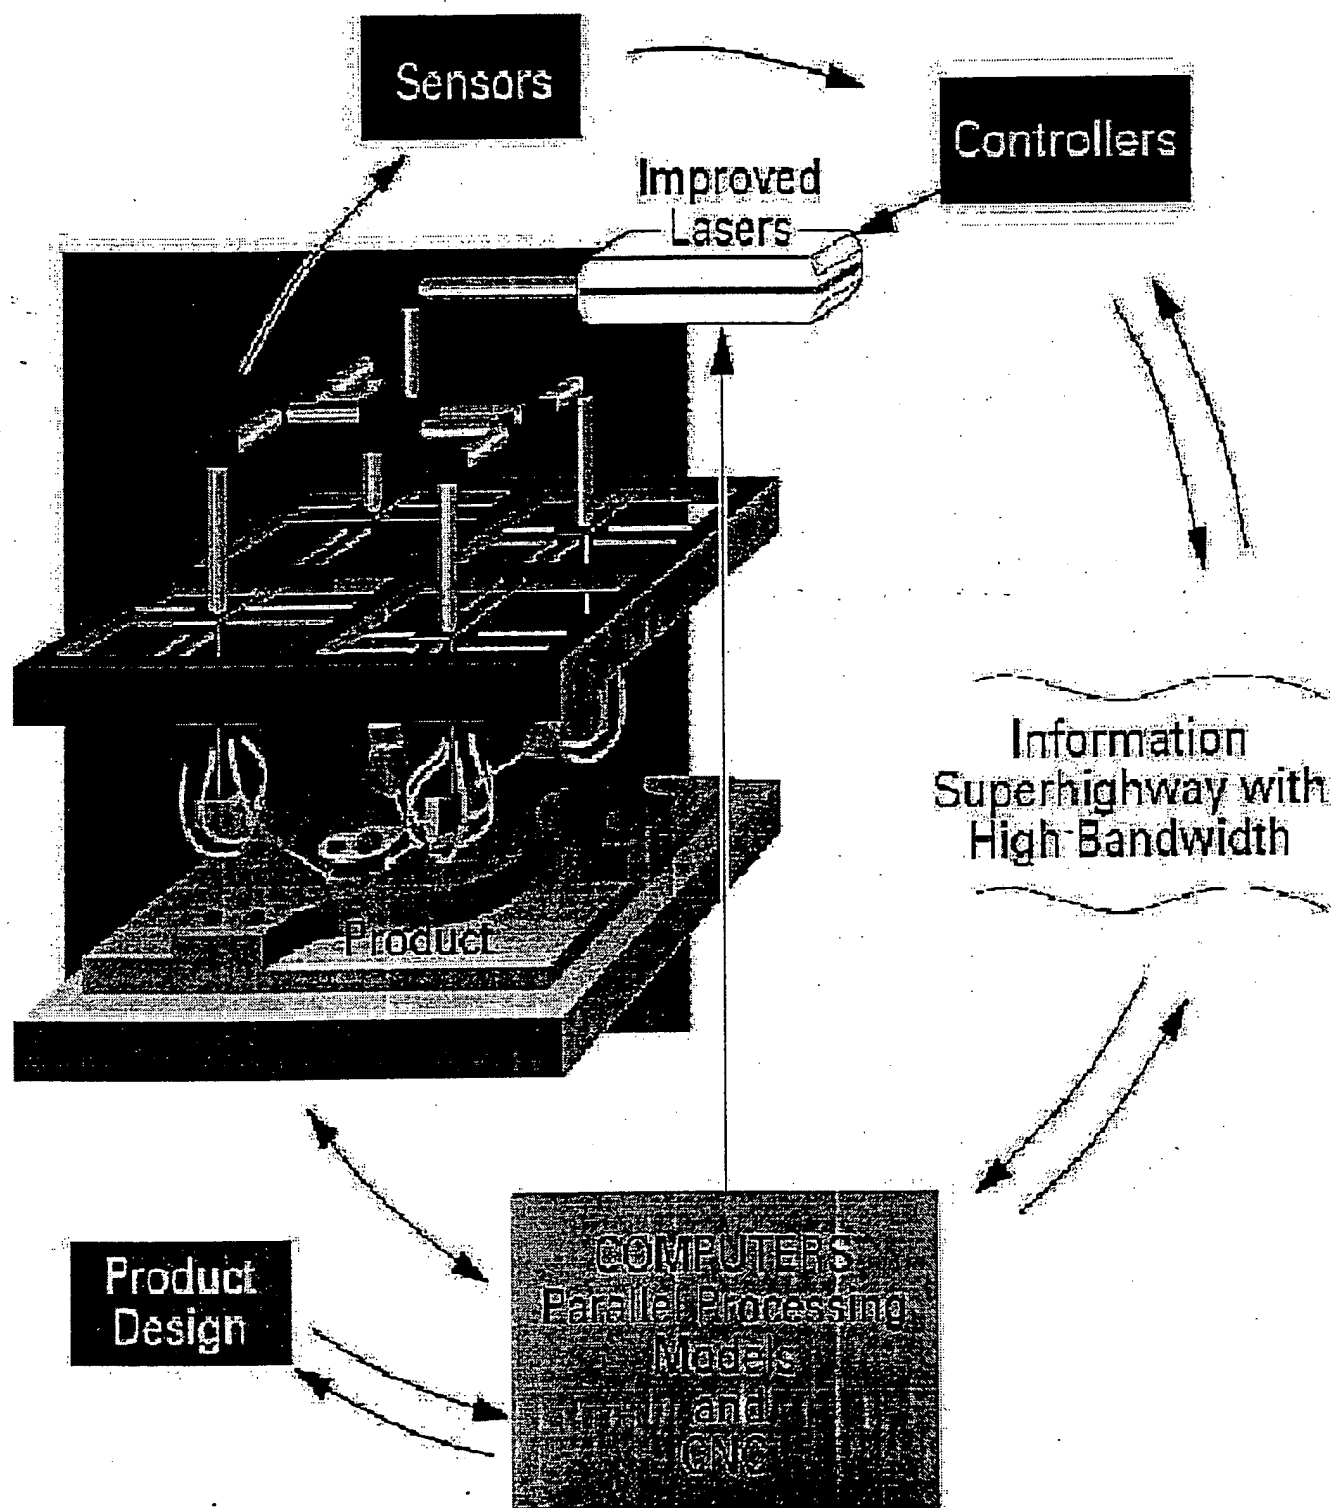 Sensors
Controllers
Improved
Lasers
Information
Superhighway with
High Bandwidth
Product
COMPUTERS
Parallel Processing
Models
and
CNC
Product
Design